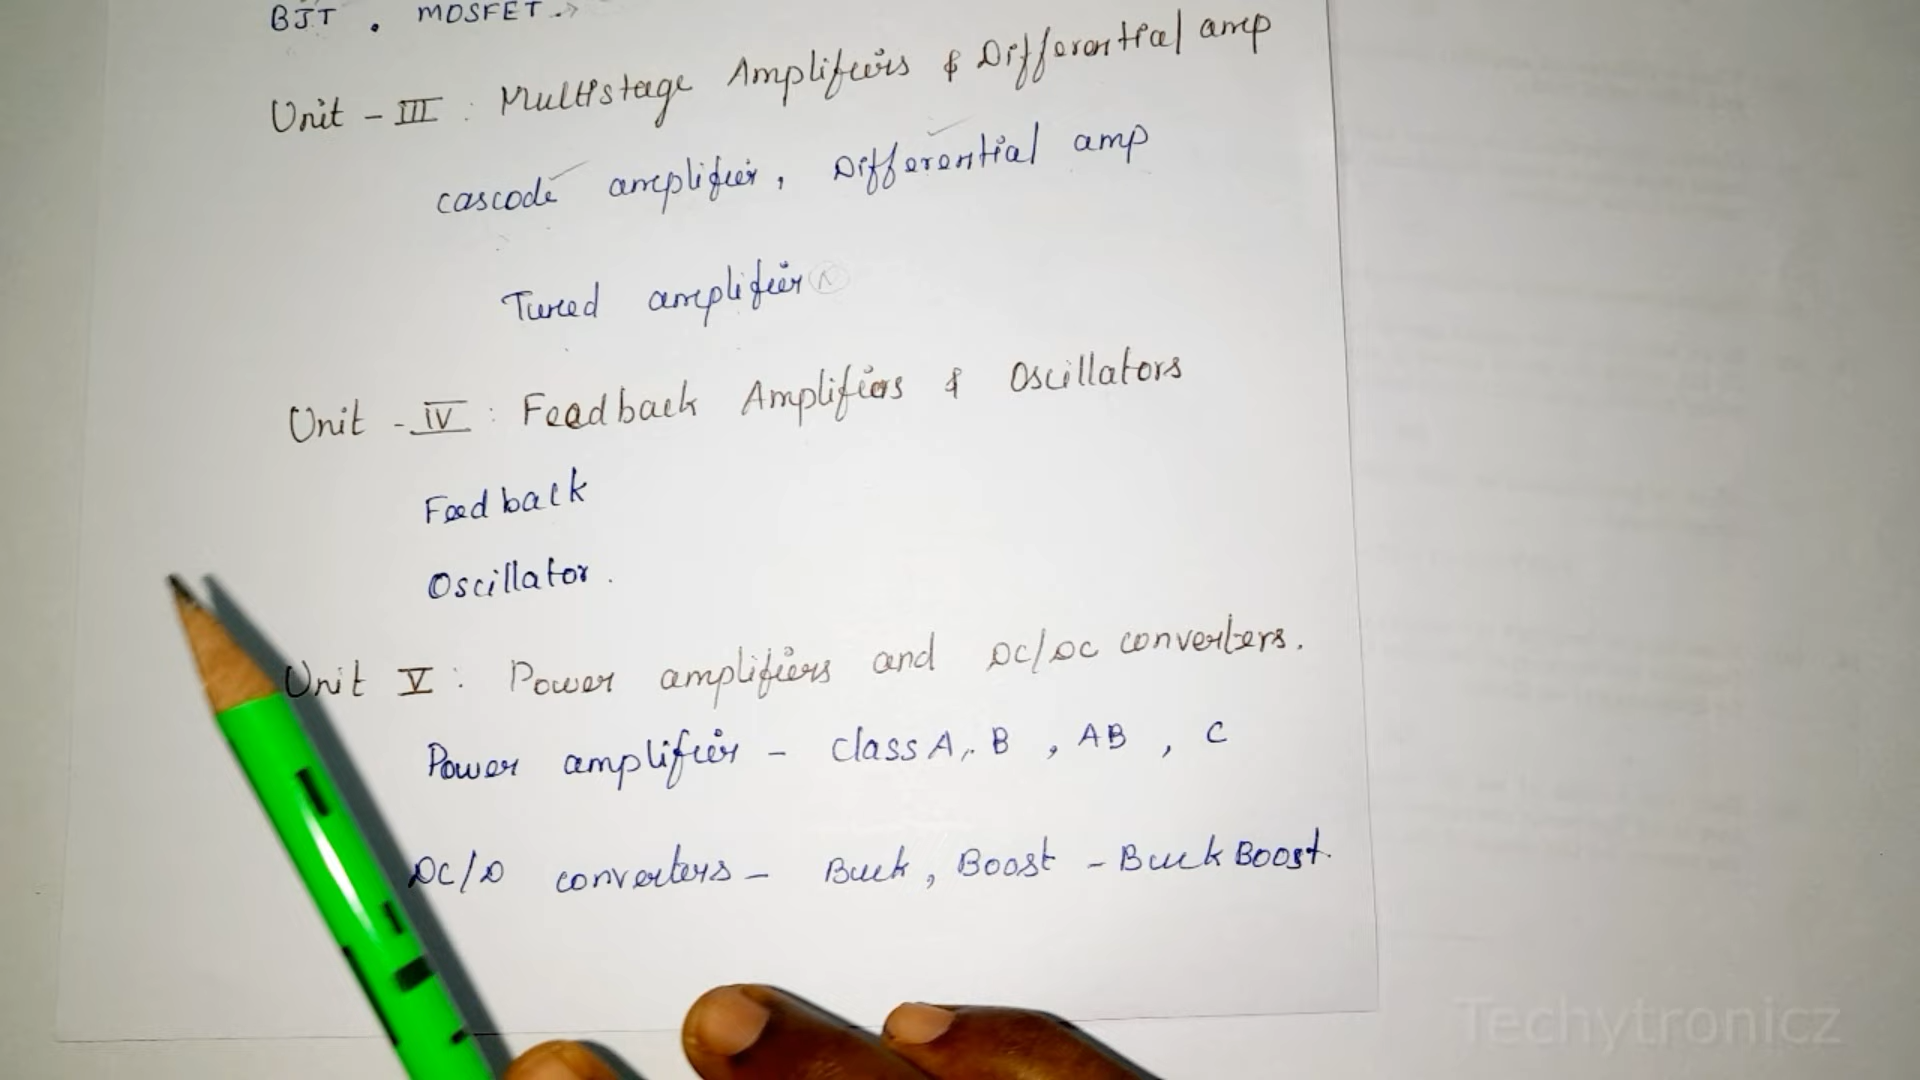 BJT . MOSFET.
Unit - III : Multistage Amplifiers & Differential amp
cascode amplifier, Differential amp
Tuned amplifier
Unit - IV : Feedback Amplifiers & Oscillators
Feedback
Oscillator.
Unit V : Power amplifiers and DC/DC converters.
Power amplifier - class A, B , AB , C
DC/D converters - Buck, Boost - Buck Boost.
Techytronicz